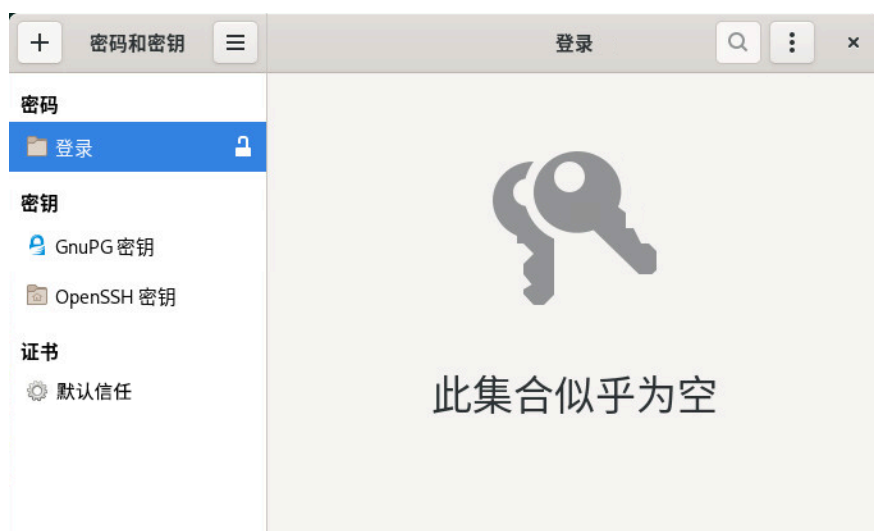 密码和密钥
登录
密码
登录
密钥
GnuPG 密钥
OpenSSH 密钥
证书
默认信任
此集合似乎为空